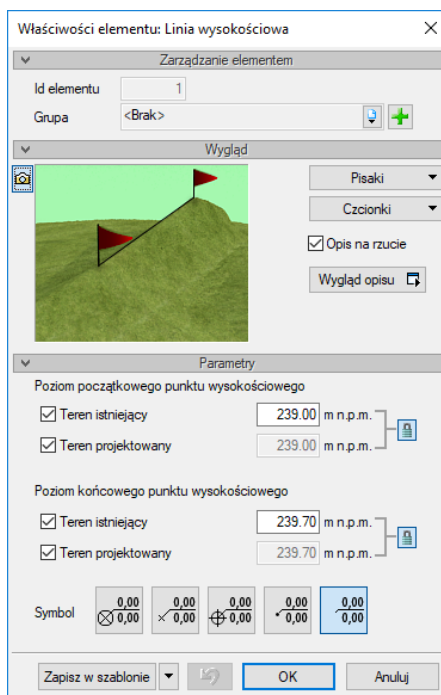 Właściwości elementu: Linia wysokościowa
Zarządzanie elementem
Id elementu 1
Grupa <Brak>
Wygląd
Pisaki
Czcionki
Opis na rzucie
Wygląd opisu
Parametry
Poziom początkowego punktu wysokościowego
Teren istniejący 239.00 m n.p.m.
Teren projektowany 239.00 m n.p.m.
Poziom końcowego punktu wysokościowego
Teren istniejący 239.70 m n.p.m.
Teren projektowany 239.70 m n.p.m.
0,00 0,00 0,00 0,00 0,00
Symbol
0,00 0,00 0,00 0,00 0,00
Zapisz w szablonie OK Anuluj